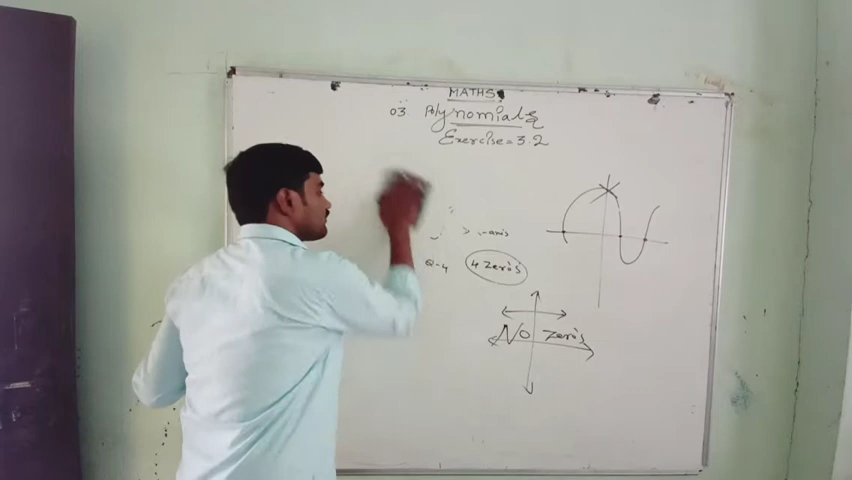 MATHS
03 Polynomials
Exercise = 3.2
-axis
Q-4 4 Zero's
No Zero's